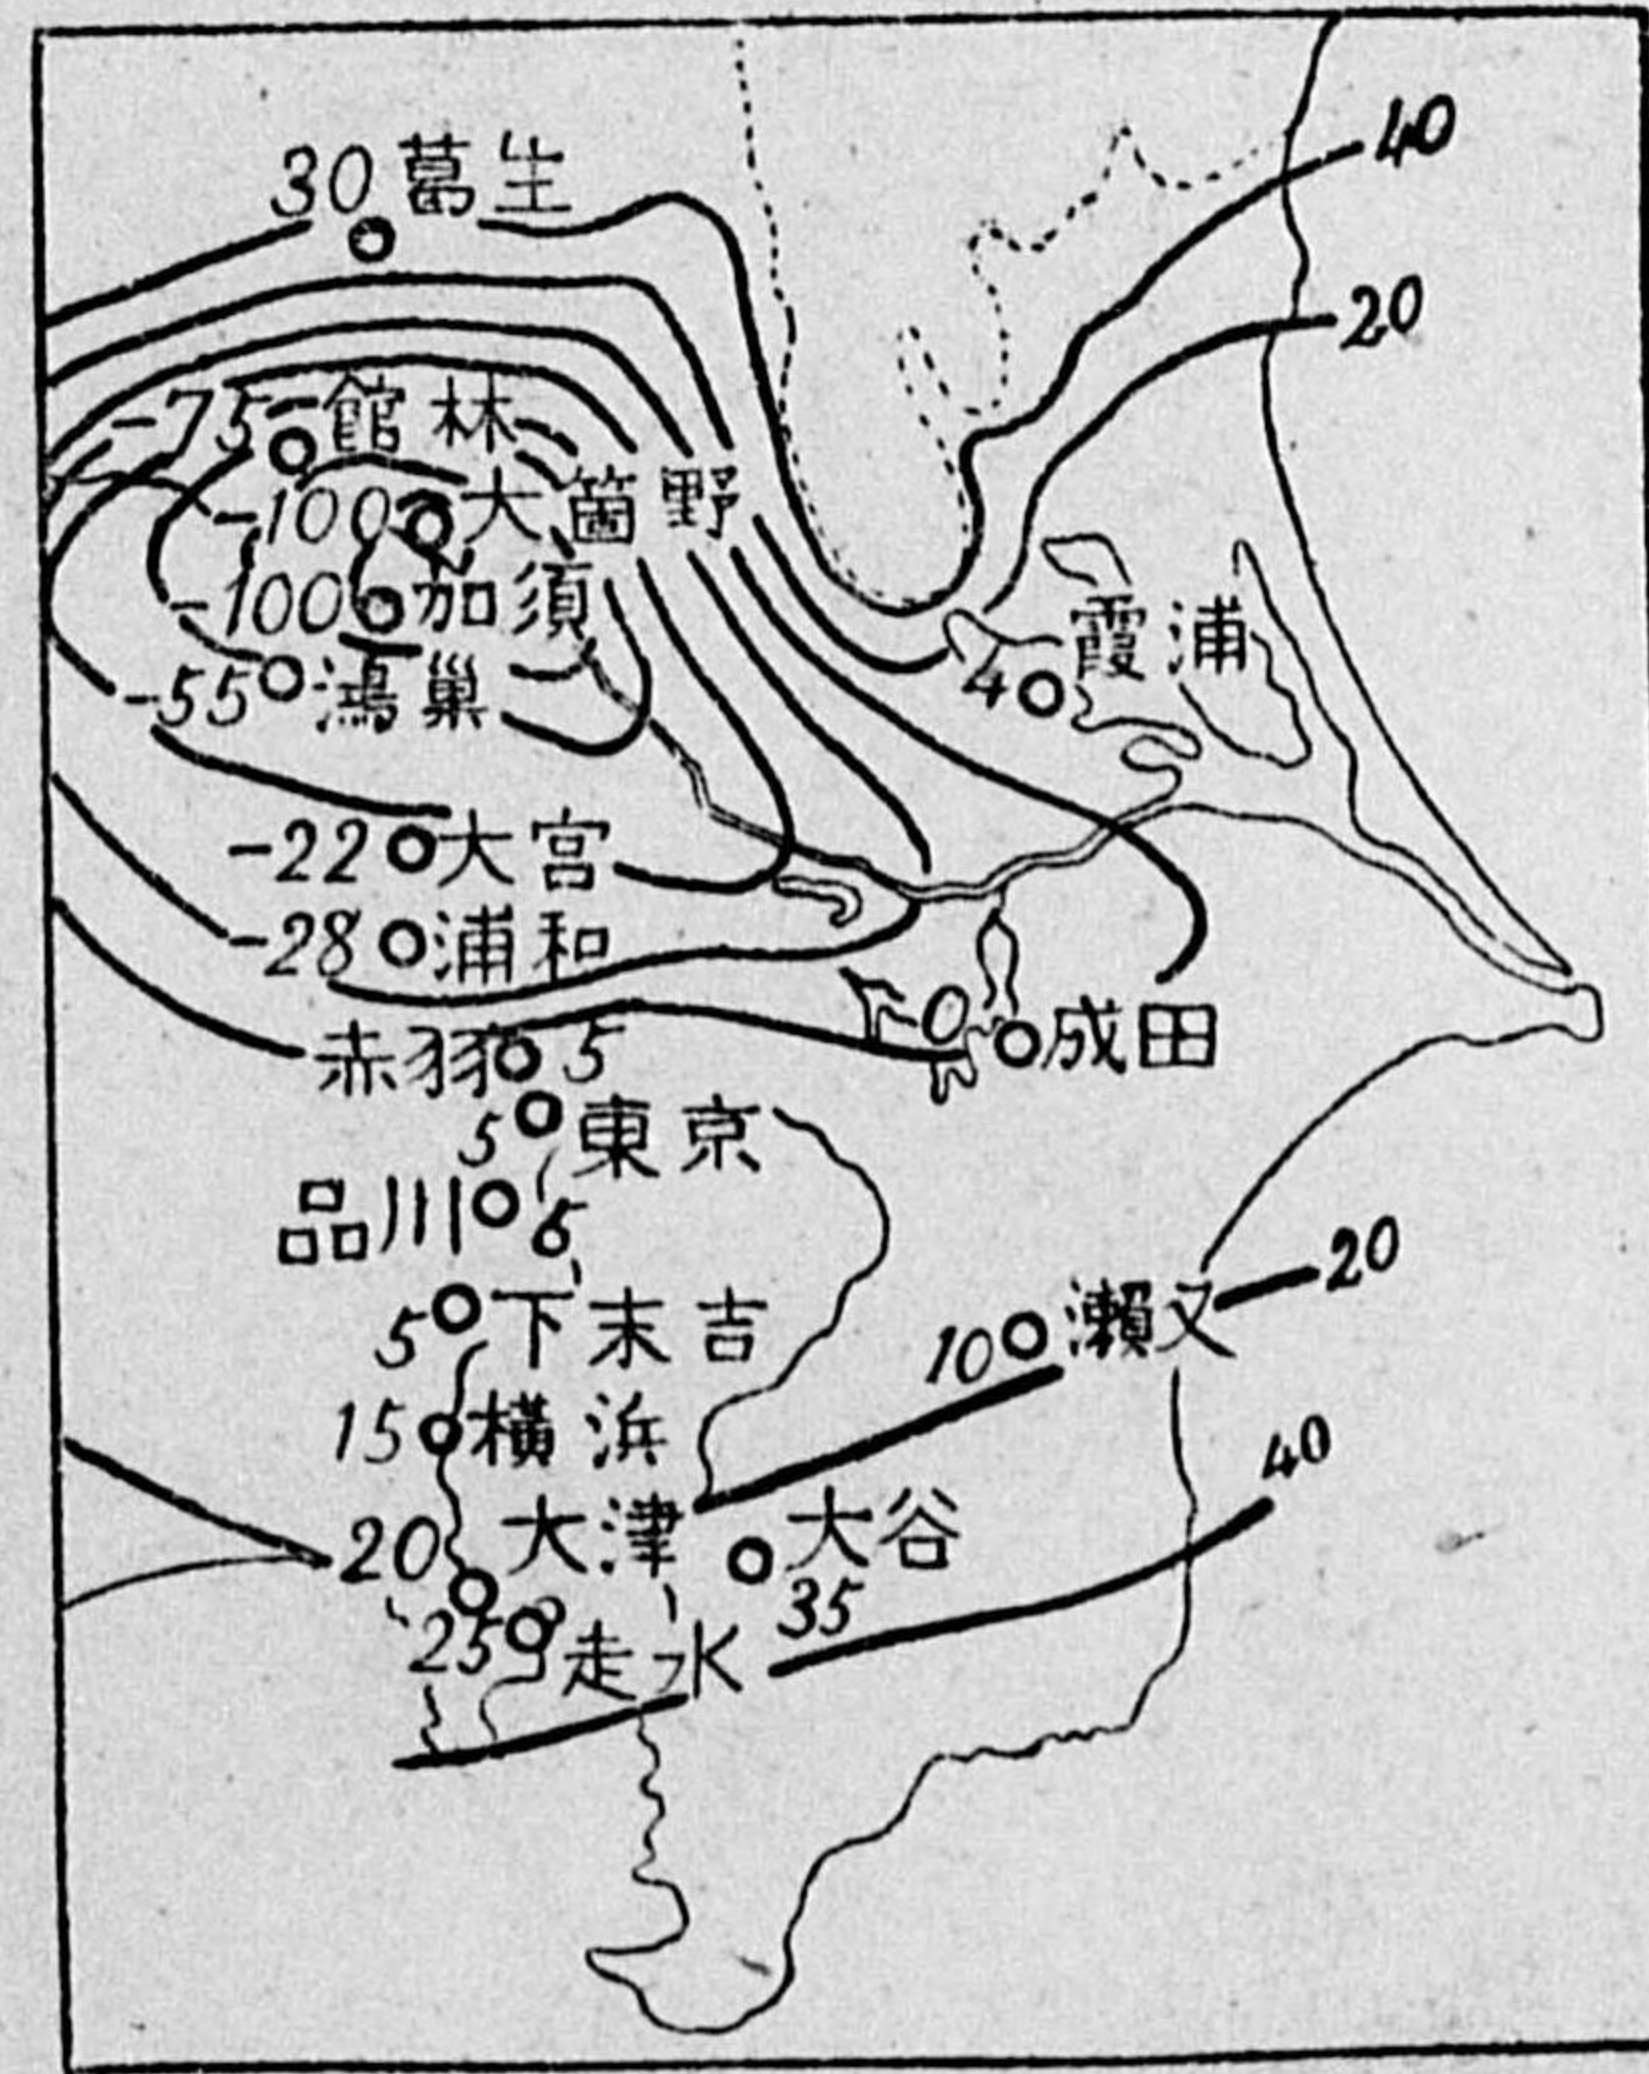 40
30 葛生
20
-75 館林
-100 大箇野
-100 加須
霞浦
4
-55 鴻巣
-22 大宮
-28 浦和
0 成田
赤羽 5
5 東京
品川 5
20
5 下末吉
10 瀬又
15 横浜
40
20 大津
大谷
35
25 走水